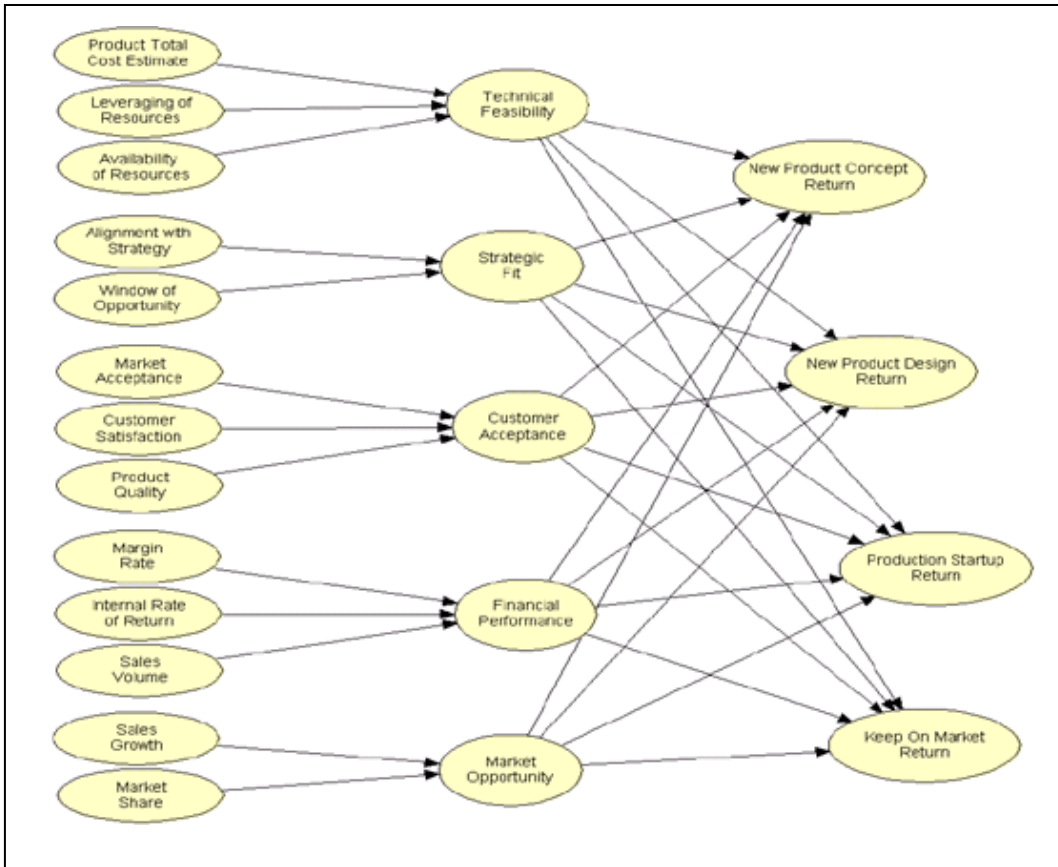 Product Total
Cost Estimate
Leveraging of
Resources
Availability
of Resources
Alignment wth
Strategy
Window of
Opportunity
Market
Acceptance
Customer
Satisfaction
Product
Quality
Margin
Rate
Internal Rate
of Return
Sales
Volume
Sales
Growth
Market
Share
Technical
Feasibility
Strategic
Fit
Customer
Acceptance
Financial
Performance
Market
Opportunity
New Product Concept
Return
New Product Design
Return
Production Startup
Return
Keep On Market
Return